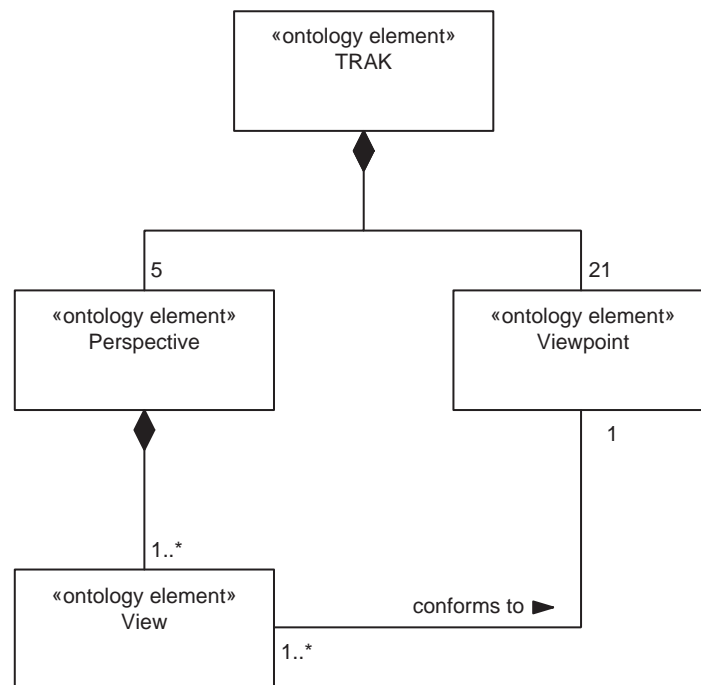 «ontology element»
TRAK
5
21
«ontology element»
Perspective
«ontology element»
Viewpoint
1
1..*
«ontology element»
View
conforms to
1..*